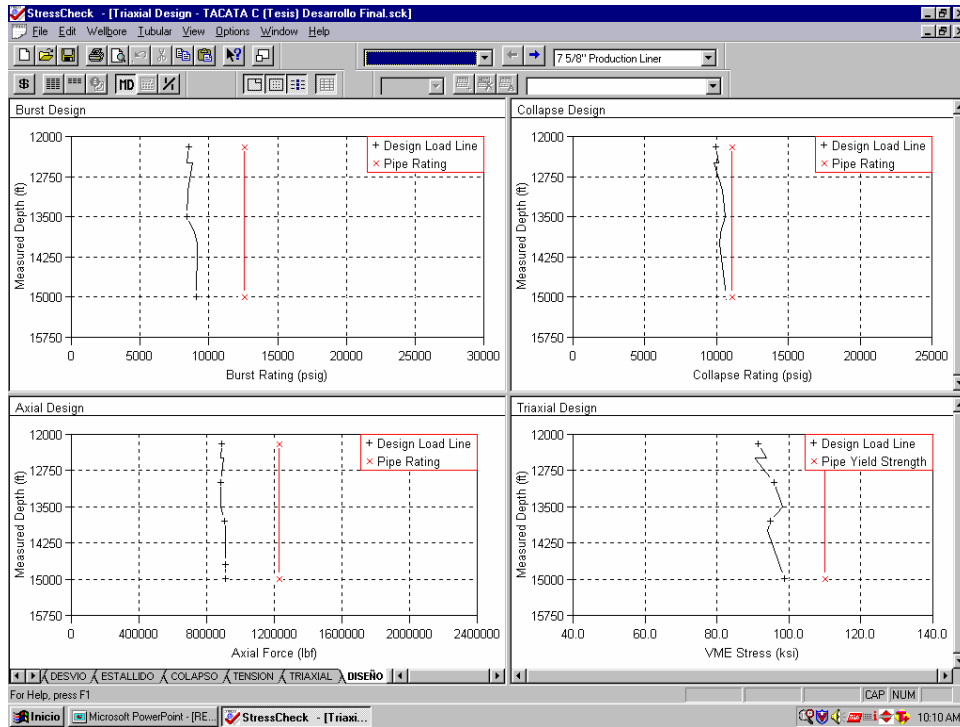 StressCheck - [Triaxial Design - TACATA C (Tesis) Desarrollo Final.sck]
File Edit Wellbore Tubular View Options Window Help
7 5/8" Production Liner
$ MD
Burst Design
12000
12750
13500
14250
15000
15750
Measured Depth (ft)
+ Design Load Line
× Pipe Rating
0 5000 10000 15000 20000 25000 30000
Burst Rating (psig)
Collapse Design
12000
12750
13500
14250
15000
15750
Measured Depth (ft)
+ Design Load Line
× Pipe Rating
0 5000 10000 15000 20000 25000
Collapse Rating (psig)
Axial Design
12000
12750
13500
14250
15000
15750
Measured Depth (ft)
+ Design Load Line
× Pipe Rating
0 400000 800000 1200000 1600000 2000000 2400000
Axial Force (lbf)
Triaxial Design
12000
12750
13500
14250
15000
15750
Measured Depth (ft)
+ Design Load Line
× Pipe Yield Strength
40.0 60.0 80.0 100.0 120.0 140.0
VME Stress (ksi)
DESVIO ESTALLIDO COLAPSO TENSION TRIAXIAL DISEÑO
For Help, press F1
CAP NUM
Inicio Microsoft PowerPoint - [RE... StressCheck - [Triaxi... 10:10 AM